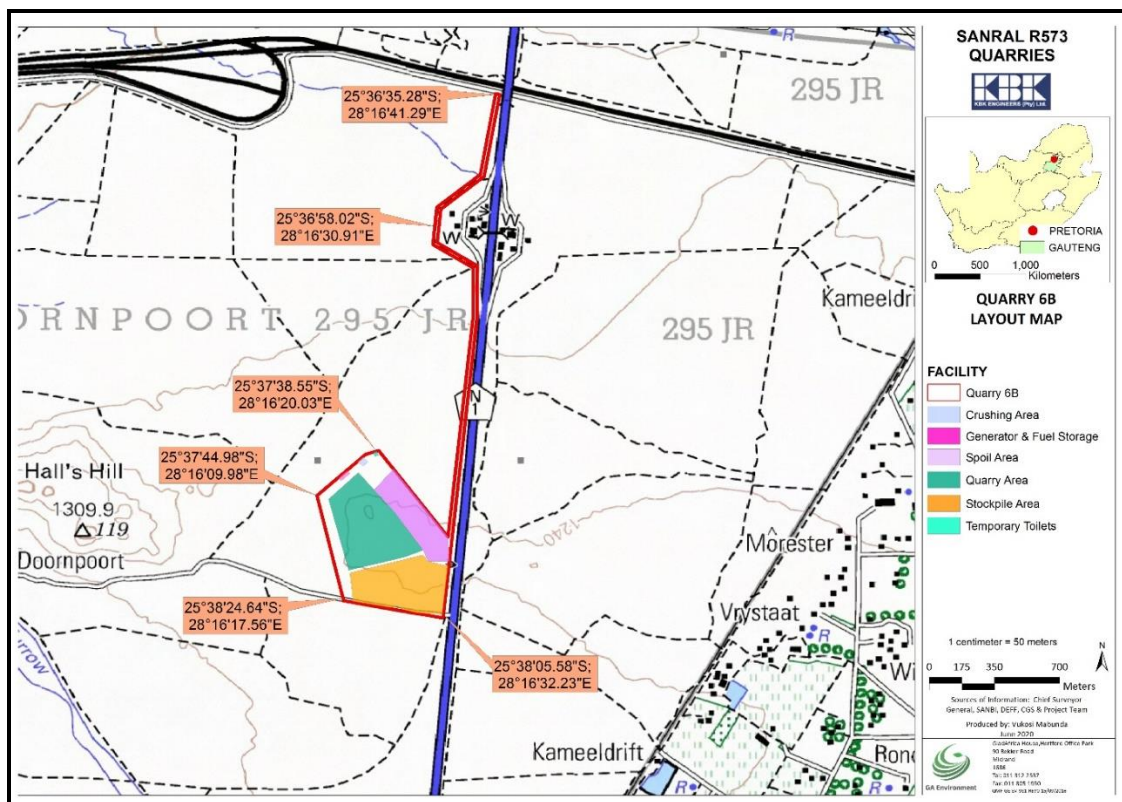 R
295 JR
25°36'35.28"S;
28°16'41.29"E
25°36'58.02"S;
28°16'30.91"E
W
W
ORNPOORT 295 JR
295 JR
Kameeldri
25°37'38.55"S;
28°16'20.03"E
N
1
25°37'44.98"S;
28°16'09.98"E
Hall's Hill
1309.9
119
Doornpoort
1240
Môrester
Vrystaat
R
25°38'24.64"S;
28°16'17.56"E
25°38'05.58"S;
28°16'32.23"E
Wi
urrow
Kameeldrift
Rone
R
R
SANRAL R573
QUARRIES
KBK
KBK ENGINEERS (Pty) Ltd.
PRETORIA
GAUTENG
0 500 1,000
Kilometers
QUARRY 6B
LAYOUT MAP
FACILITY
Quarry 6B
Crushing Area
Generator & Fuel Storage
Spoil Area
Quarry Area
Stockpile Area
Temporary Toilets
1 centimeter = 50 meters
N
0 175 350 700
Meters
Sources of Information: Chief Surveyor
General, SANBI, DEFF, CGS & Project Team
Produced by: Vukosi Mabunda
June 2020
GA Environment
Midrand